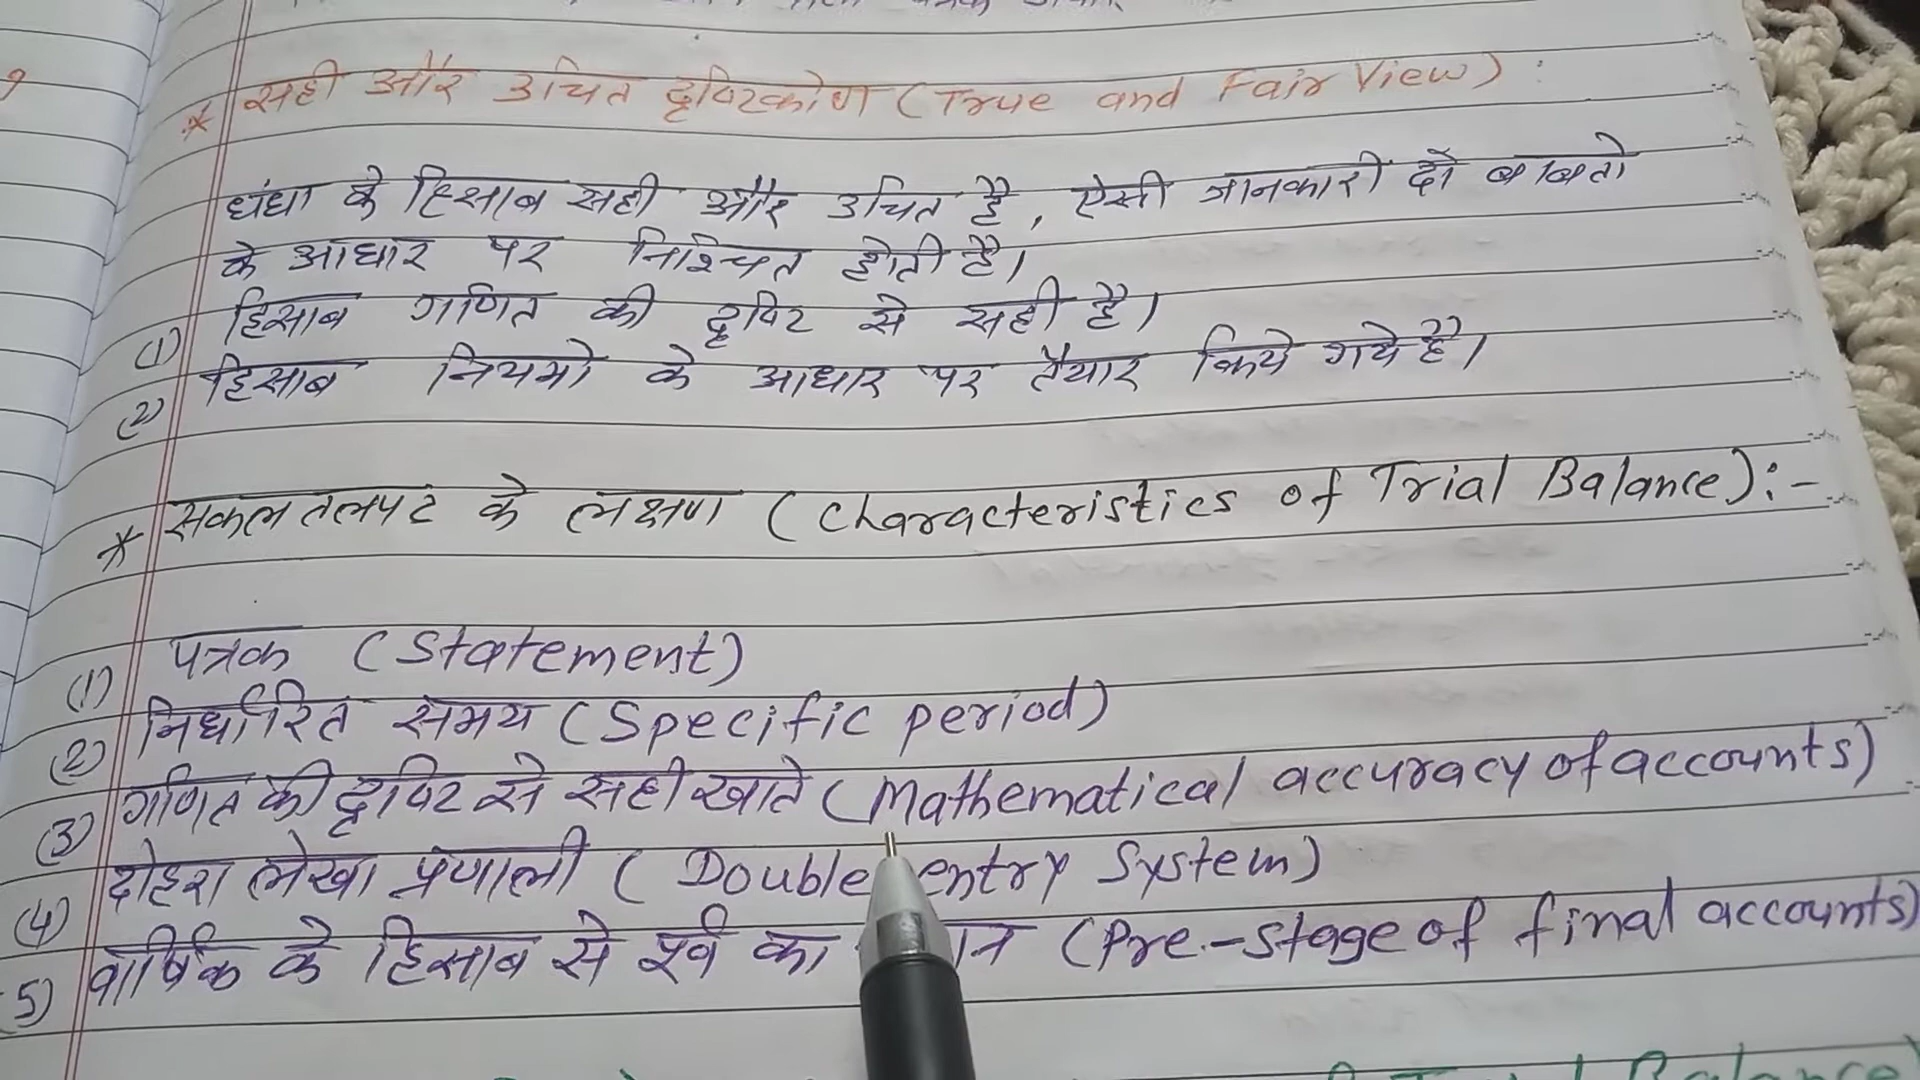 * सही और उचित दृष्टिकोण (True and Fair View) :
धंधा के हिसाब सही और उचित है, ऐसी जानकारी दो बाबतो
के आधार पर निश्चित होती है।
(1) हिसाब गणित की दृष्टि से सही है।
(2) हिसाब नियमो के आधार पर तैयार किये गये है।
* सकल तलपट के लक्षण (Characteristics of Trial Balance):-
(1) पत्रक (Statement)
(2) निर्धारित समय (Specific period)
(3) गणित की दृष्टि से सही खाते (Mathematical accuracy of accounts)
(4) दोहरा लेखा प्रणाली (Double entry System)
5) वार्षिक के हिसाब से पूर्व का (Pre-stage of final accounts)
Balance)